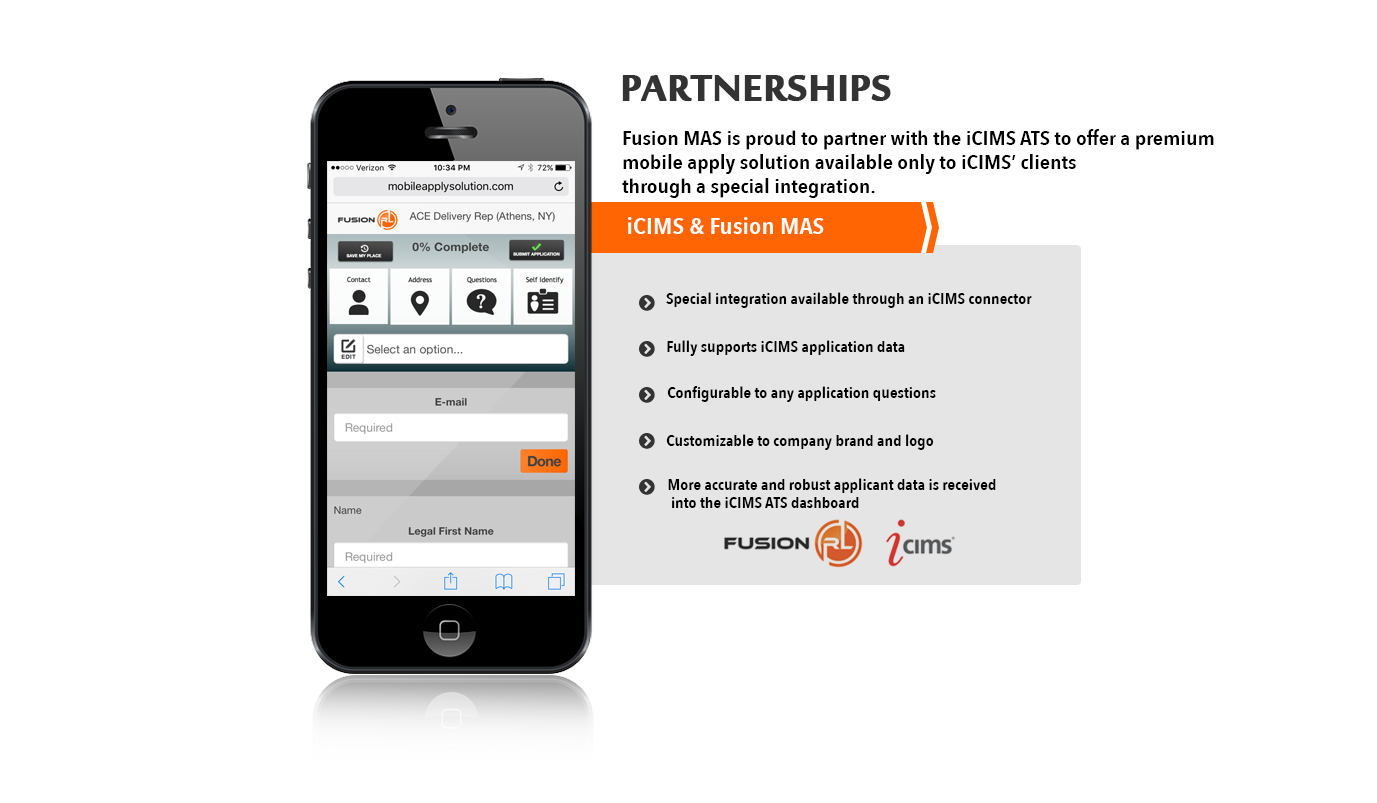 PARTNERSHIPS
Fusion MAS is proud to partner with the iCIMS ATS to offer a premium
mobile apply solution available only to iCIMS’ clients
through a special integration.
iCIMS & Fusion MAS
Special integration available through an iCIMS connector
Fully supports iCIMS application data
Configurable to any application questions
Customizable to company brand and logo
More accurate and robust applicant data is received
into the iCIMS ATS dashboard
FUSION RL
icims
Verizon 10:34 PM 72%
mobileapplysolution.com
FUSION RL ACE Delivery Rep (Athens, NY)
SAVE MY PLACE 0% Complete SUBMIT APPLICATION
Contact Address Questions Self Identify
EDIT Select an option...
E-mail
Required
Done
Name
Legal First Name
Required